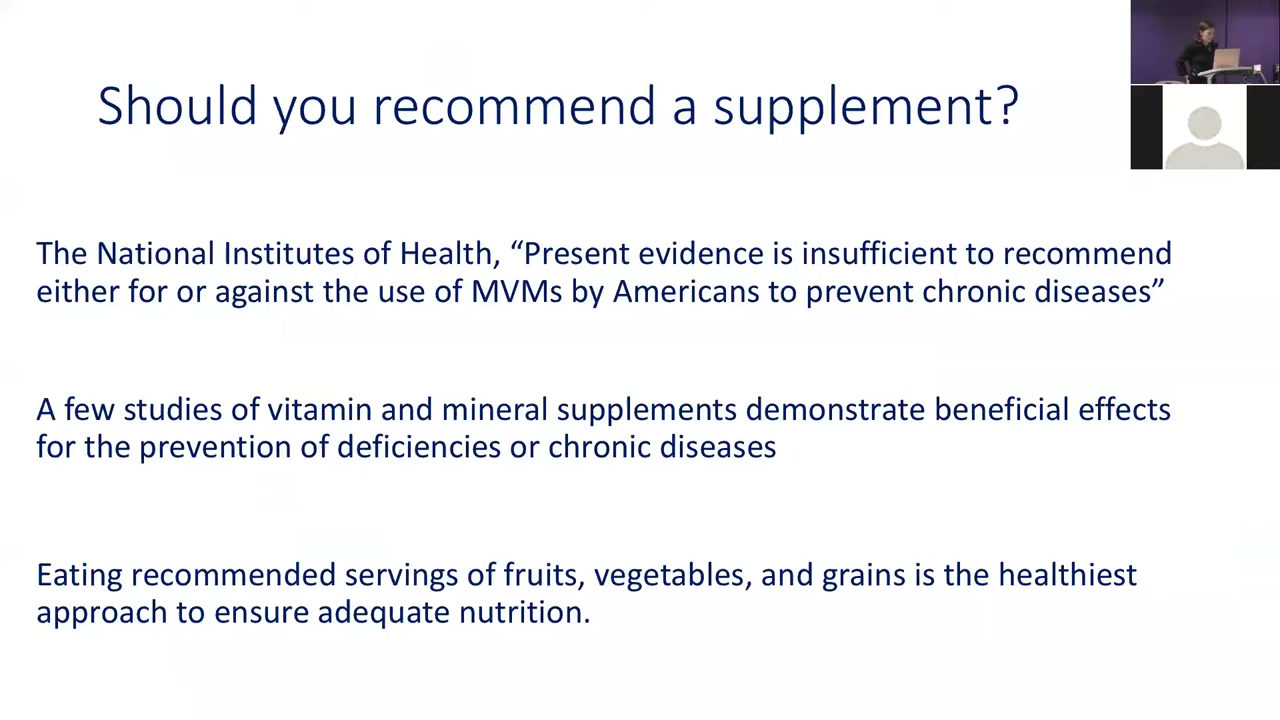 Should you recommend a supplement?
The National Institutes of Health, “Present evidence is insufficient to recommend
either for or against the use of MVMs by Americans to prevent chronic diseases”
A few studies of vitamin and mineral supplements demonstrate beneficial effects
for the prevention of deficiencies or chronic diseases
Eating recommended servings of fruits, vegetables, and grains is the healthiest
approach to ensure adequate nutrition.